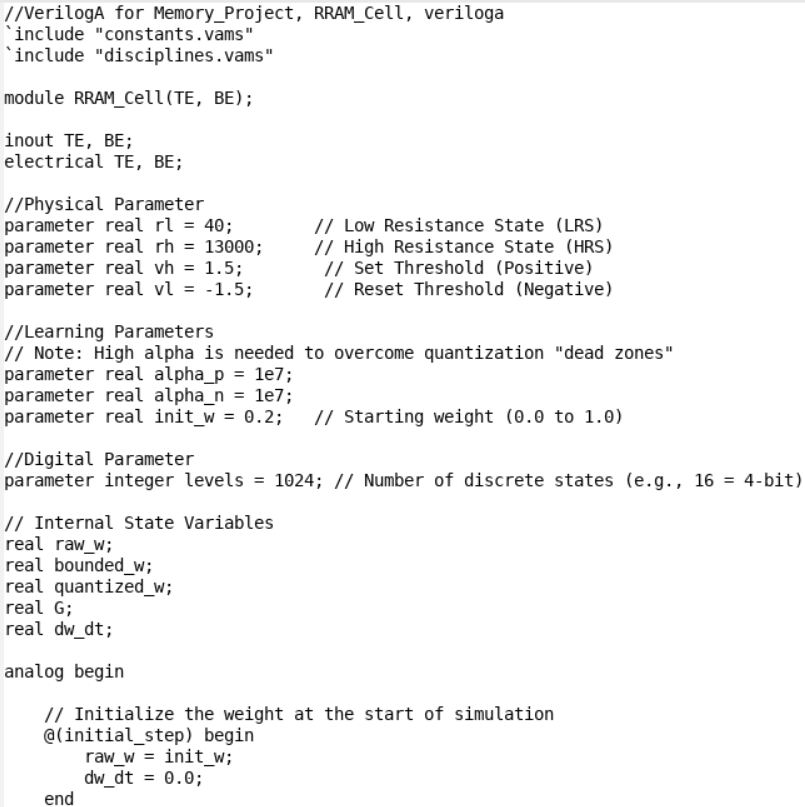 //VerilogA for Memory_Project, RRAM_Cell, veriloga
`include "constants.vams"
`include "disciplines.vams"
module RRAM_Cell(TE, BE);
inout TE, BE;
electrical TE, BE;
//Physical Parameter
parameter real rl = 40;        // Low Resistance State (LRS)
parameter real rh = 13000;     // High Resistance State (HRS)
parameter real vh = 1.5;        // Set Threshold (Positive)
parameter real vl = -1.5;       // Reset Threshold (Negative)
//Learning Parameters
// Note: High alpha is needed to overcome quantization "dead zones"
parameter real alpha_p = 1e7;
parameter real alpha_n = 1e7;
parameter real init_w = 0.2;   // Starting weight (0.0 to 1.0)
//Digital Parameter
parameter integer levels = 1024; // Number of discrete states (e.g., 16 = 4-bit)
// Internal State Variables
real raw_w;
real bounded_w;
real quantized_w;
real G;
real dw_dt;
analog begin
    // Initialize the weight at the start of simulation
    @(initial_step) begin
        raw_w = init_w;
        dw_dt = 0.0;
    end